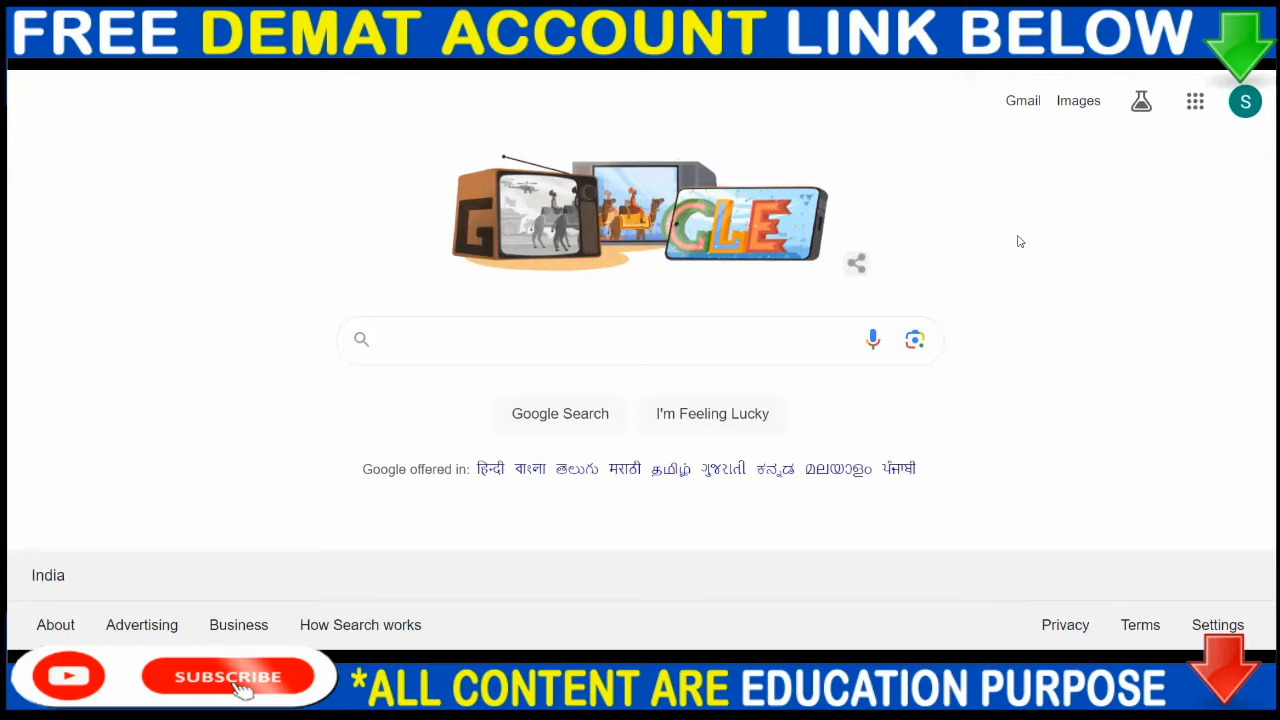 FREE DEMAT ACCOUNT LINK BELOW
Gmail Images S
G GLE
Google Search I'm Feeling Lucky
Google offered in: हिन्दी বাংলা తెలుగు मराठी தமிழ் ગુજરાતી ಕನ್ನಡ മലയാളം ਪੰਜਾਬੀ
India
About Advertising Business How Search works Privacy Terms Settings
SUBSCRIBE *ALL CONTENT ARE EDUCATION PURPOSE